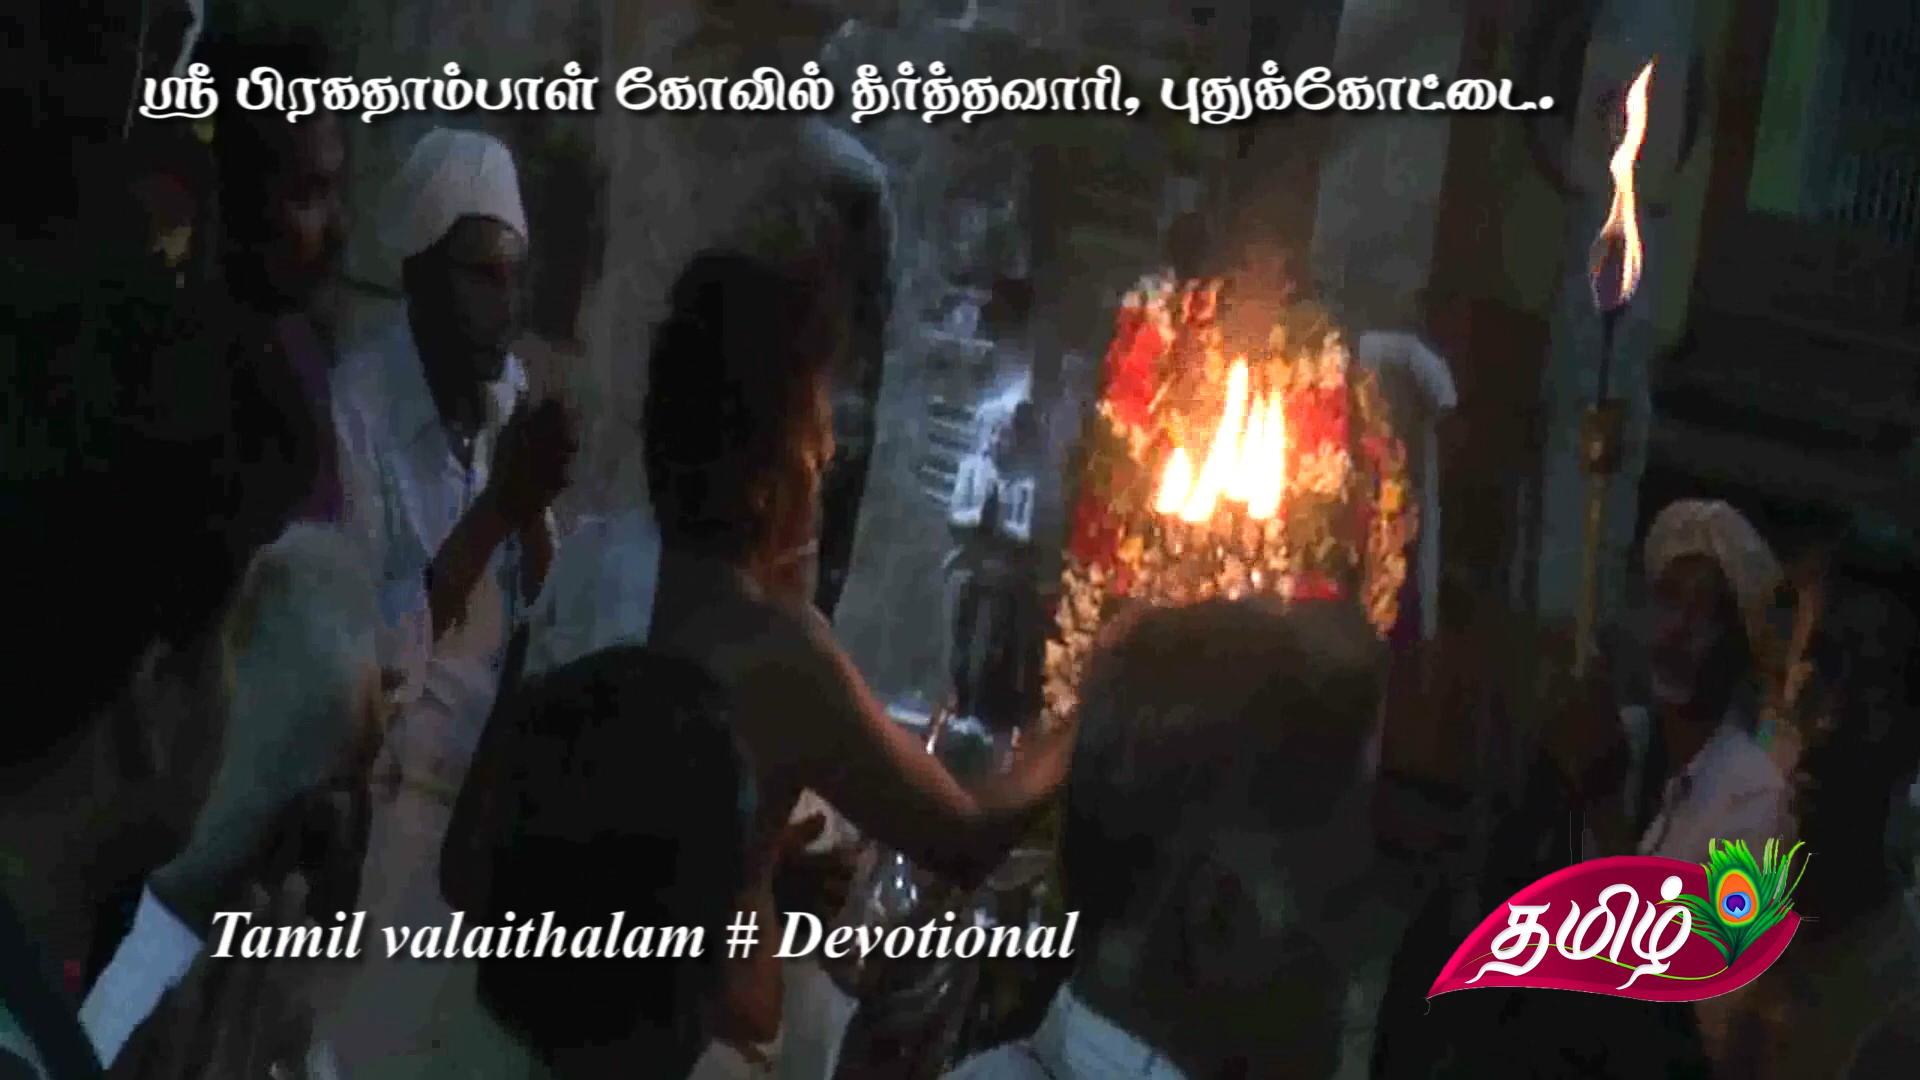 ஸ்ரீ பிரகதாம்பாள் கோவில் தீர்த்தவாரி, புதுக்கோட்டை.
Tamil valaithalam # Devotional
தமிழ்